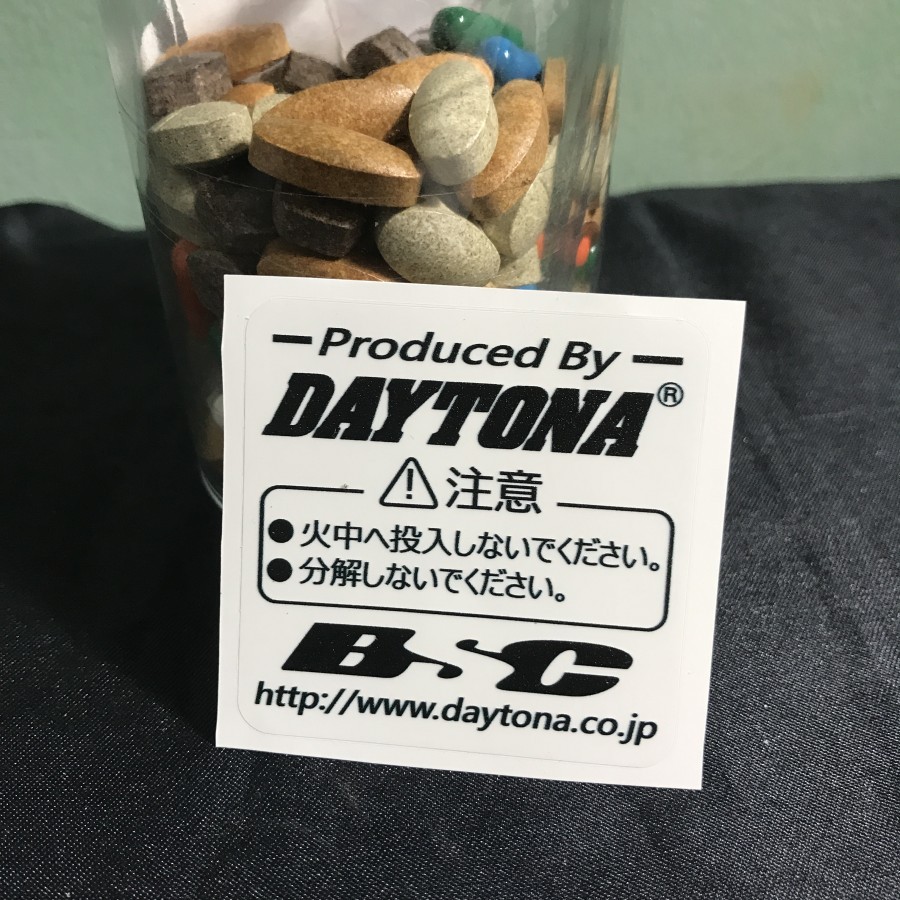 Produced By
DAYTONA®
⚠注意
●火中へ投入しないでください。
●分解しないでください。
BSC
http://www.daytona.co.jp